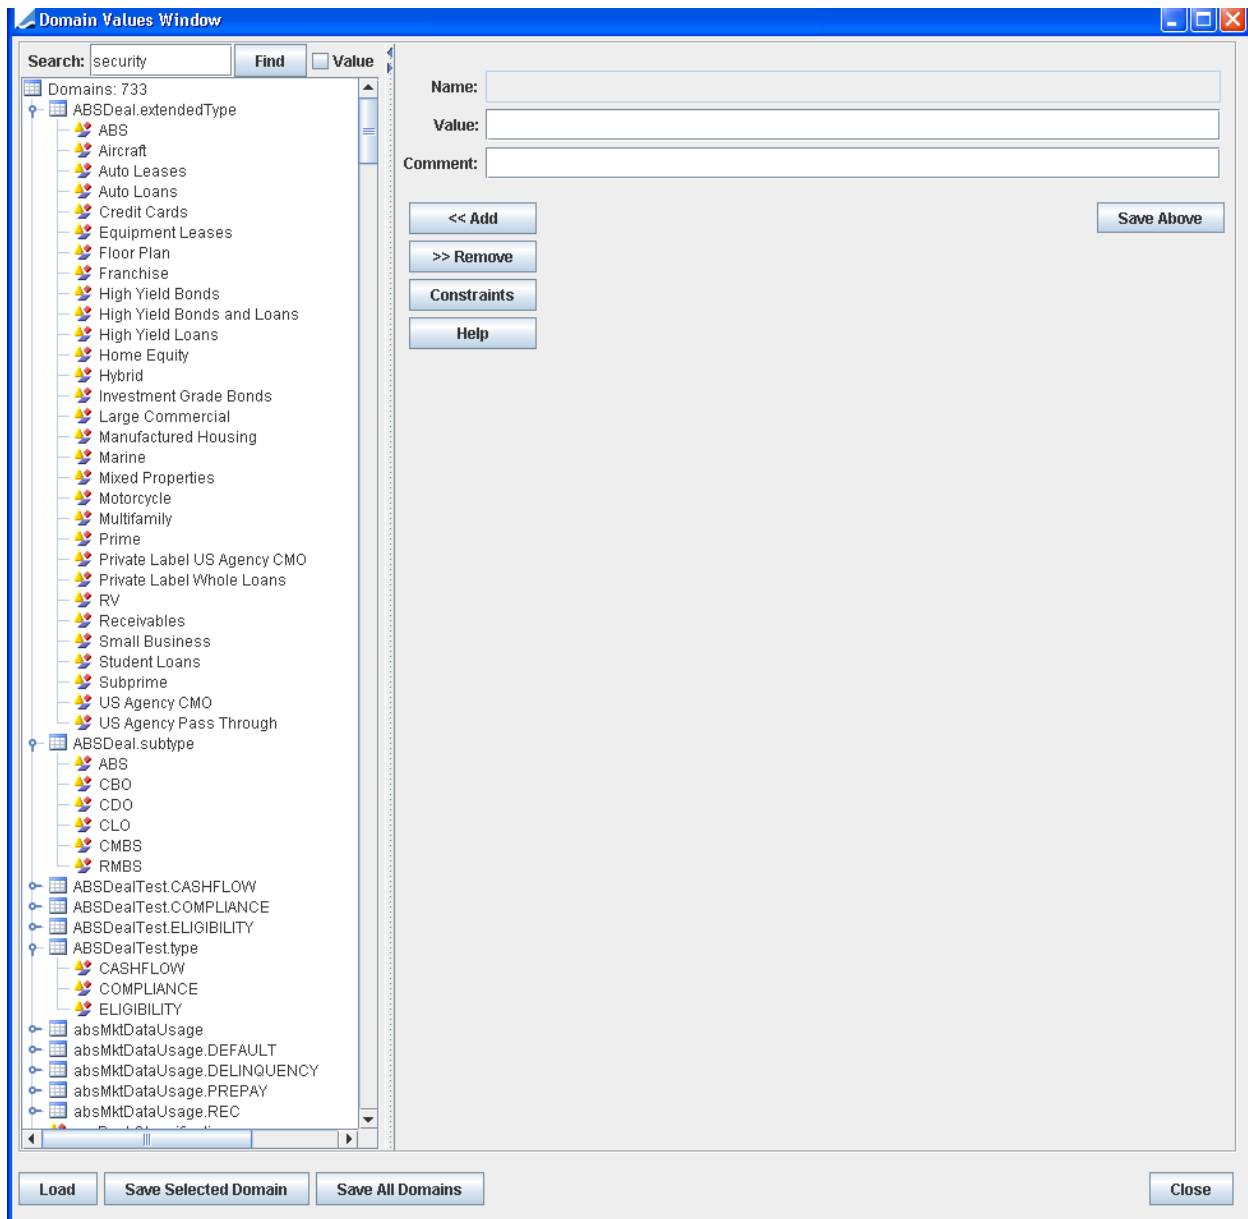 Domain Values Window
Search: security Find Value
Domains: 733
ABSDeal.extendedType
ABS
Aircraft
Auto Leases
Auto Loans
Credit Cards
Equipment Leases
Floor Plan
Franchise
High Yield Bonds
High Yield Bonds and Loans
High Yield Loans
Home Equity
Hybrid
Investment Grade Bonds
Large Commercial
Manufactured Housing
Marine
Mixed Properties
Motorcycle
Multifamily
Prime
Private Label US Agency CMO
Private Label Whole Loans
RV
Receivables
Small Business
Student Loans
Subprime
US Agency CMO
US Agency Pass Through
ABSDeal.subtype
ABS
CBO
CDO
CLO
CMBS
RMBS
ABSDealTest.CASHFLOW
ABSDealTest.COMPLIANCE
ABSDealTest.ELIGIBILITY
ABSDealTest.type
CASHFLOW
COMPLIANCE
ELIGIBILITY
absMktDataUsage
absMktDataUsage.DEFAULT
absMktDataUsage.DELINQUENCY
absMktDataUsage.PREPAY
absMktDataUsage.REC
Name:
Value:
Comment:
<< Add
Save Above
>> Remove
Constraints
Help
Load Save Selected Domain Save All Domains Close